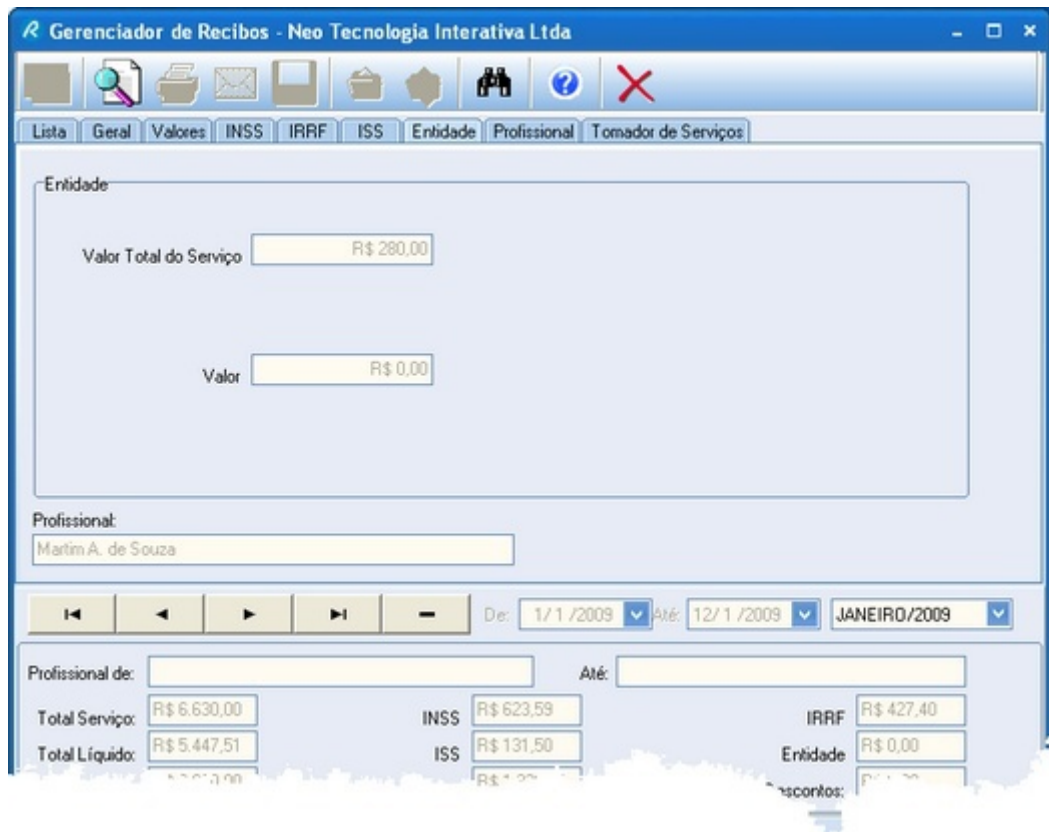 Gerenciador de Recibos - Neo Tecnologia Interativa Ltda
Lista Geral Valores INSS IRRF ISS Entidade Profissional Tomador de Serviços
Entidade
Valor Total do Serviço R$ 280,00
Valor R$ 0,00
Profissional:
Martim A. de Souza
De: 1/ 1 /2009 Até: 12/ 1 /2009 JANEIRO/2009
Profissional de: Até:
Total Serviço: R$ 6.630,00 INSS R$ 623,59 IRRF R$ 427,40
Total Líquido: R$ 5.447,51 ISS R$ 131,50 Entidade R$ 0,00